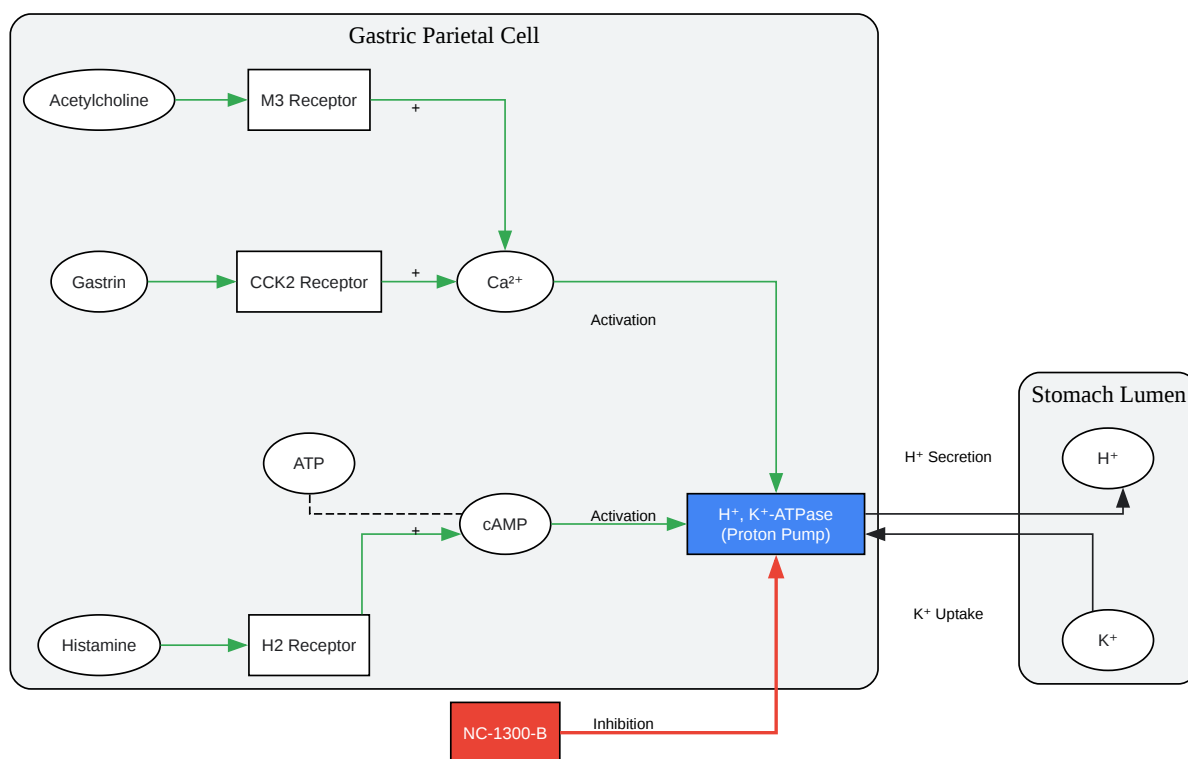 Gastric Parietal Cell
Acetylcholine
M3 Receptor
+
Gastrin
CCK2 Receptor
+
Ca²⁺
Activation
Stomach Lumen
ATP
H⁺ Secretion
H⁺
cAMP
+
Activation
H⁺, K⁺-ATPase
(Proton Pump)
K⁺ Uptake
Histamine
H2 Receptor
K⁺
NC-1300-B
Inhibition